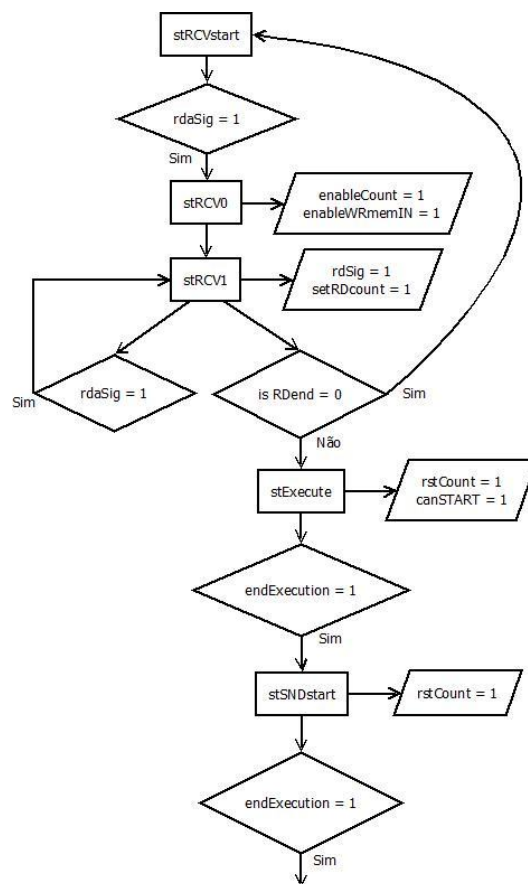 stRCVstart
rdaSig = 1
Sim
stRCV0
enableCount = 1
enableWRmemIN = 1
stRCV1
rdSig = 1
setRDcount = 1
rdaSig = 1
Sim
is RDend = 0
Sim
Não
stExecute
rstCount = 1
canSTART = 1
endExecution = 1
Sim
stSNDstart
rstCount = 1
endExecution = 1
Sim